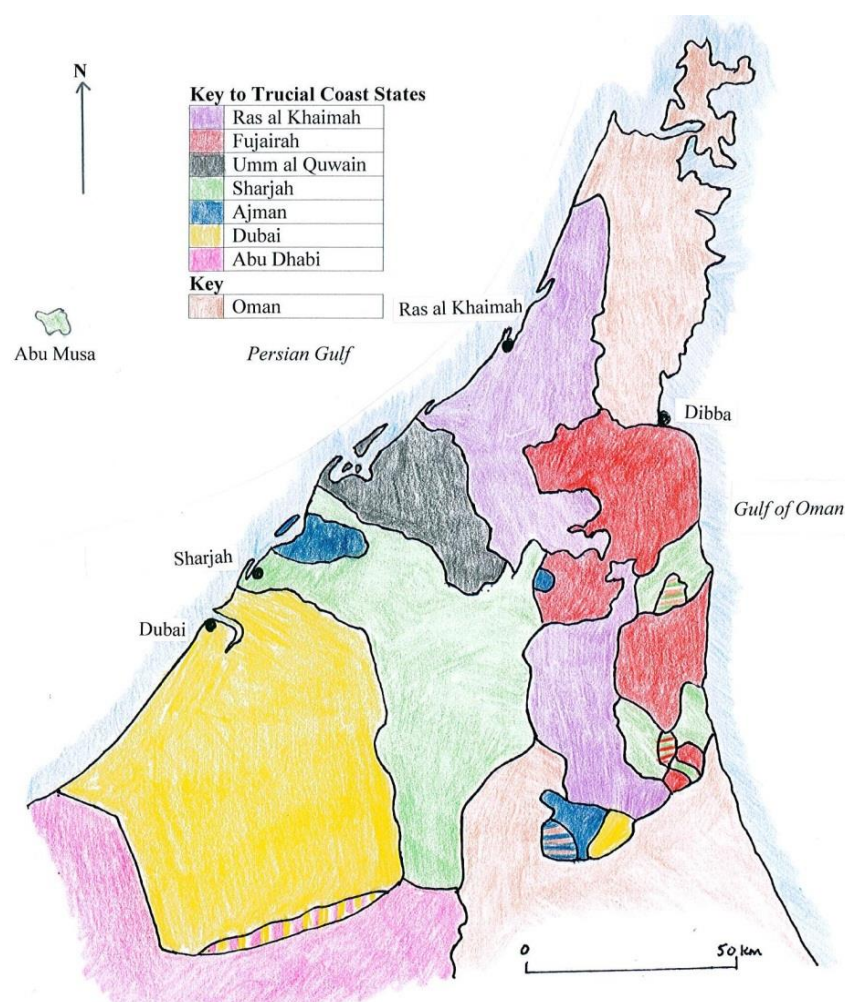 N
Key to Trucial Coast States
Ras al Khaimah
Fujairah
Umm al Quwain
Sharjah
Ajman
Dubai
Abu Dhabi
Key
Oman
Ras al Khaimah
Abu Musa
Persian Gulf
Dibba
Gulf of Oman
Sharjah
Dubai
0 50 km